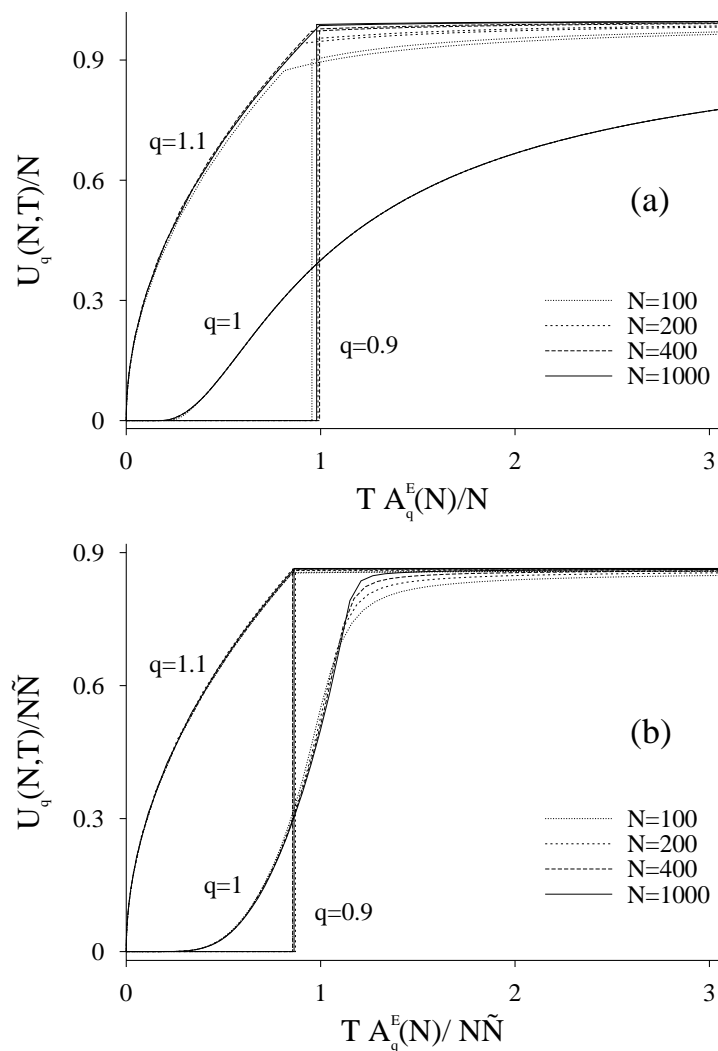 0.9
q=1.1
U_q(N,T)/N
0.6
(a)
0.3
q=1
q=0.9
N=100
N=200
N=400
N=1000
0
0 1 2 3
T A_q^E(N)/N
0.9
q=1.1
U_q(N,T)/NÑ
0.6
(b)
0.3
q=1
q=0.9
N=100
N=200
N=400
N=1000
0
0 1 2 3
T A_q^E(N)/ NÑ